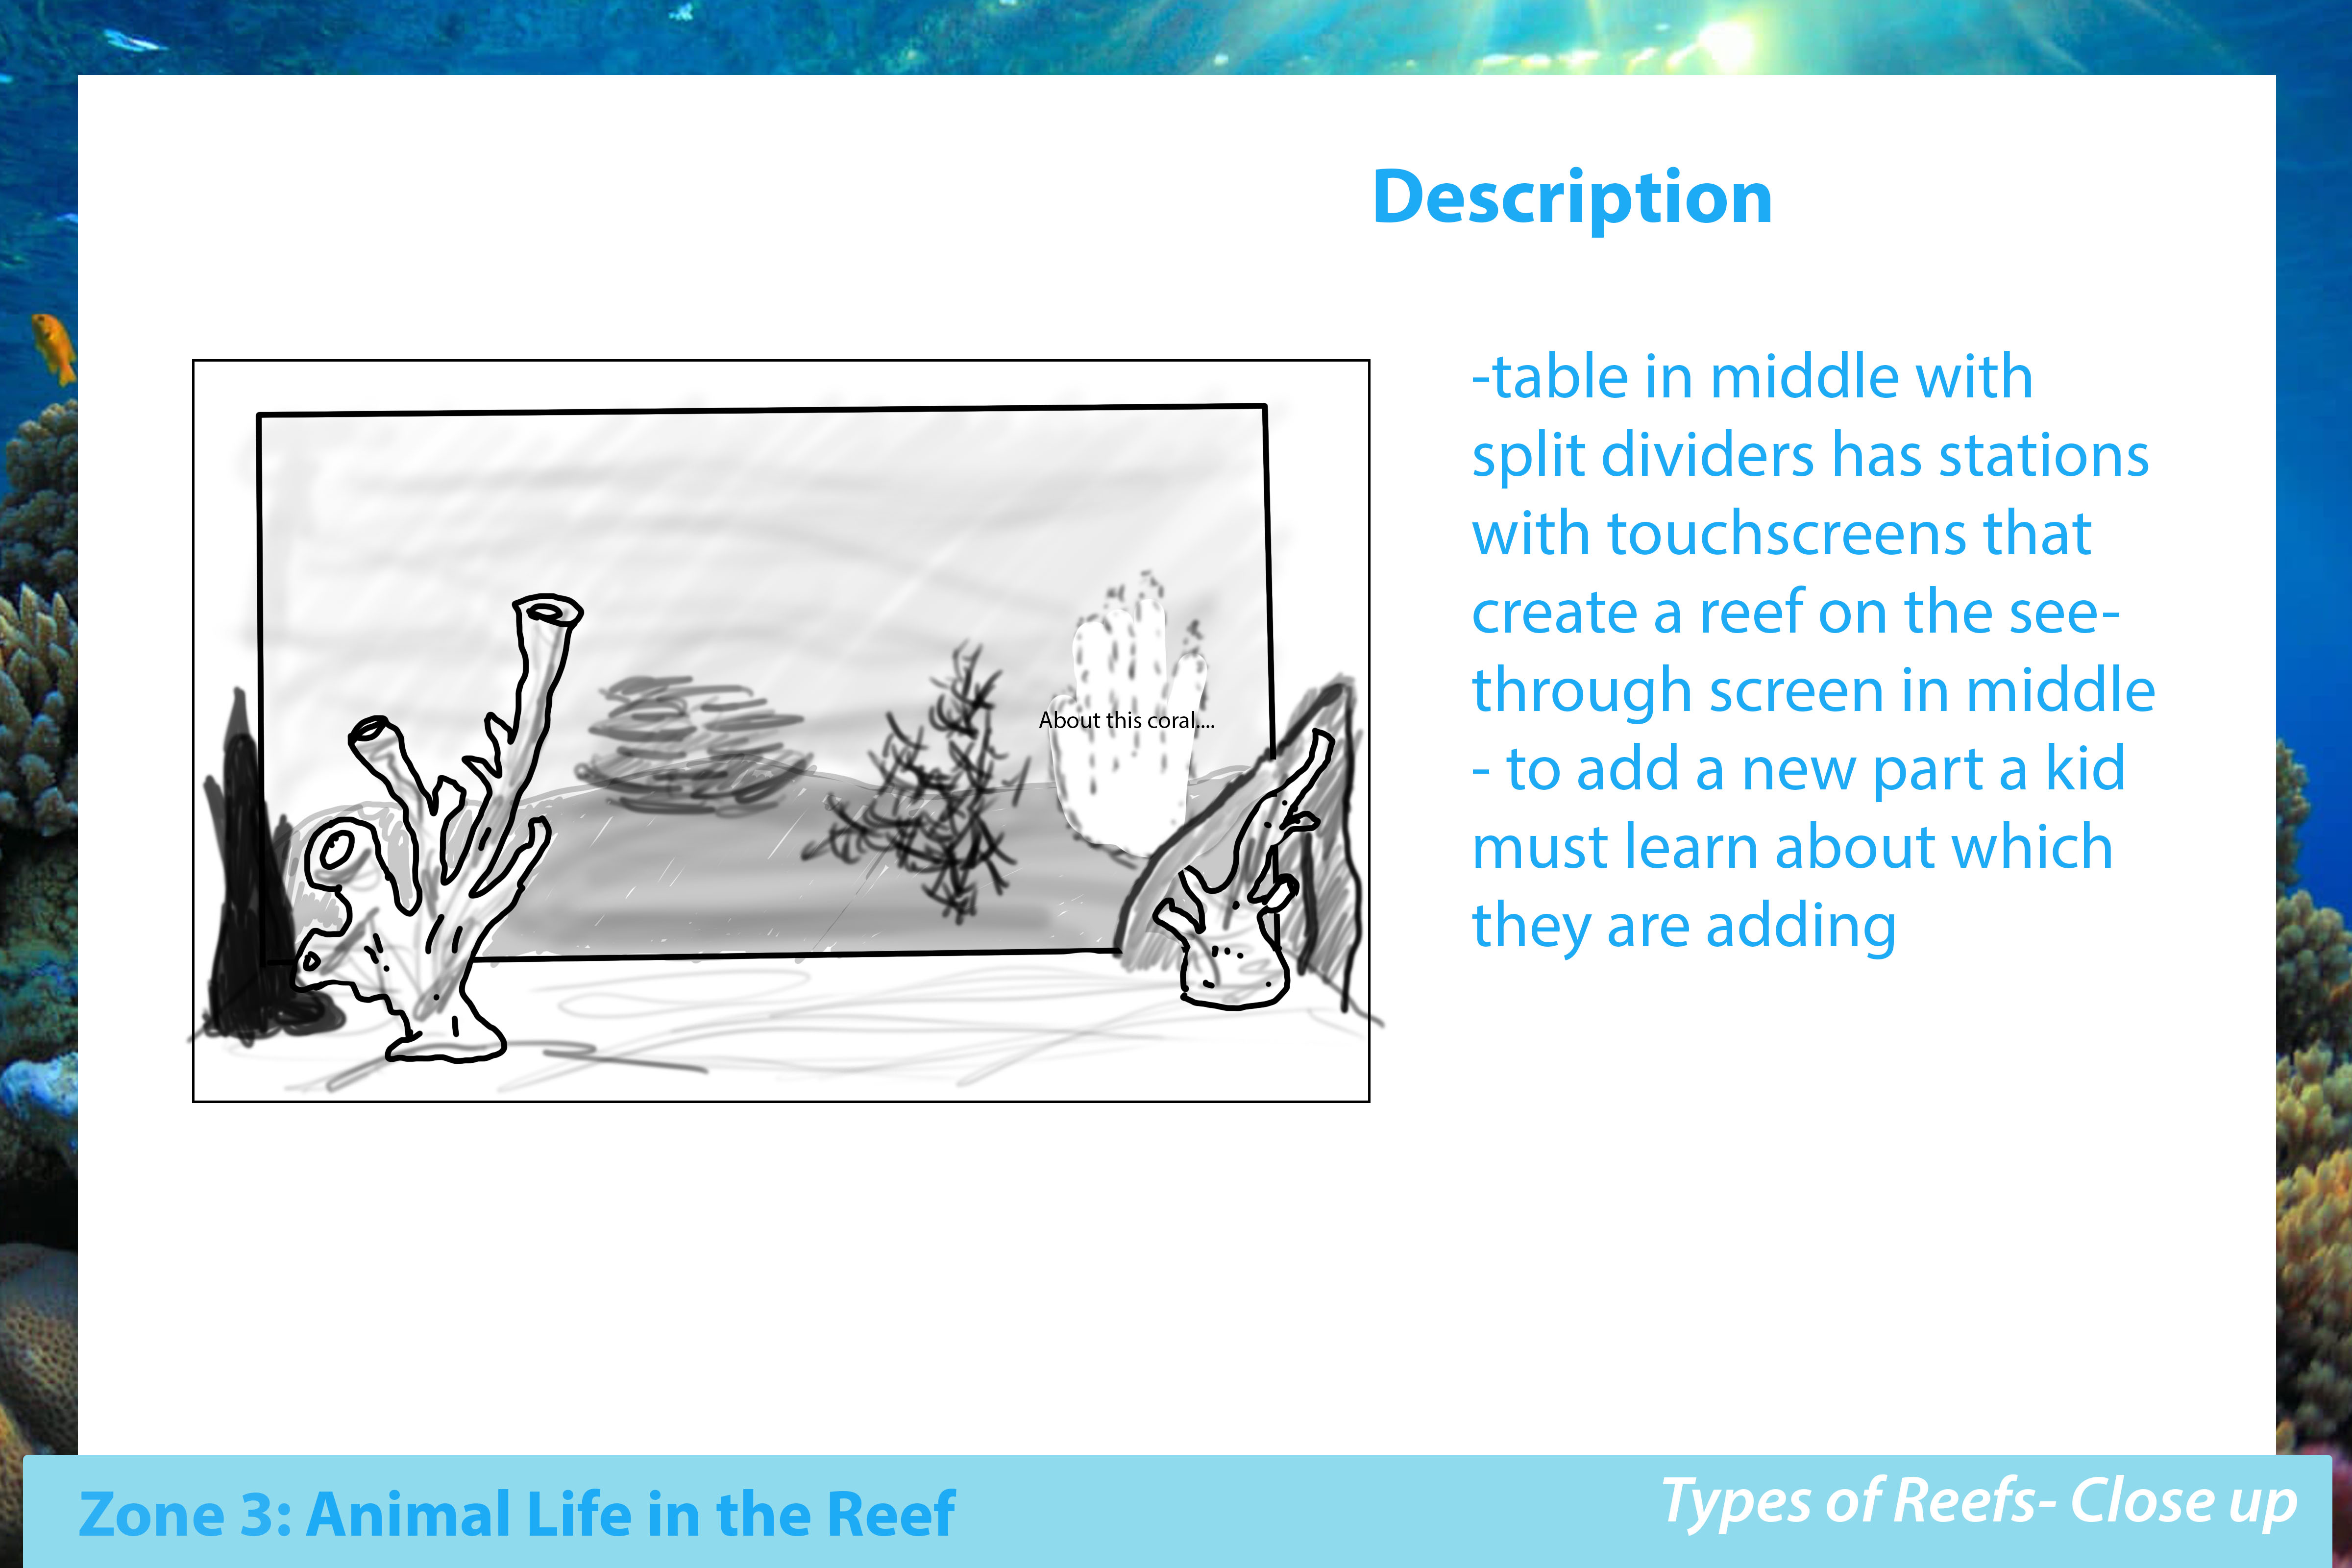 Description
-table in middle with
split dividers has stations
with touchscreens that
create a reef on the see-
through screen in middle
- to add a new part a kid
must learn about which
they are adding
About this coral....
Zone 3: Animal Life in the Reef
Types of Reefs- Close up